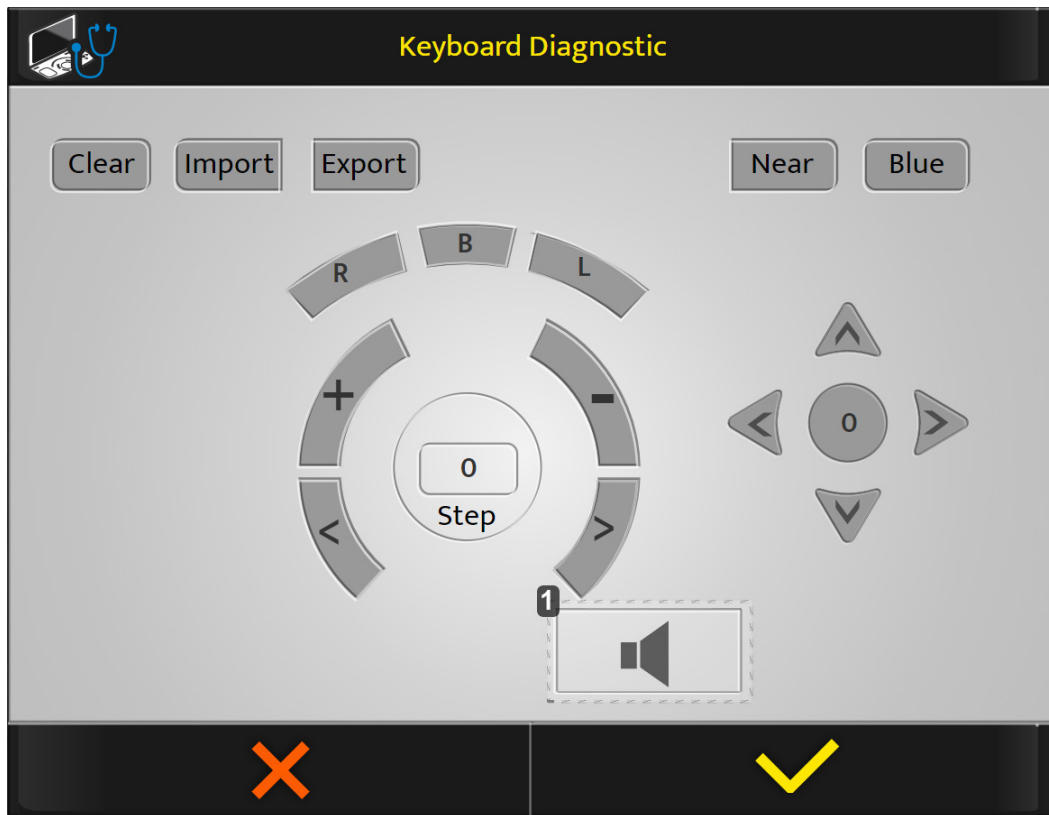 Keyboard Diagnostic
Clear Import Export Near Blue
R B L
+ -
0
Step
< >
0
1